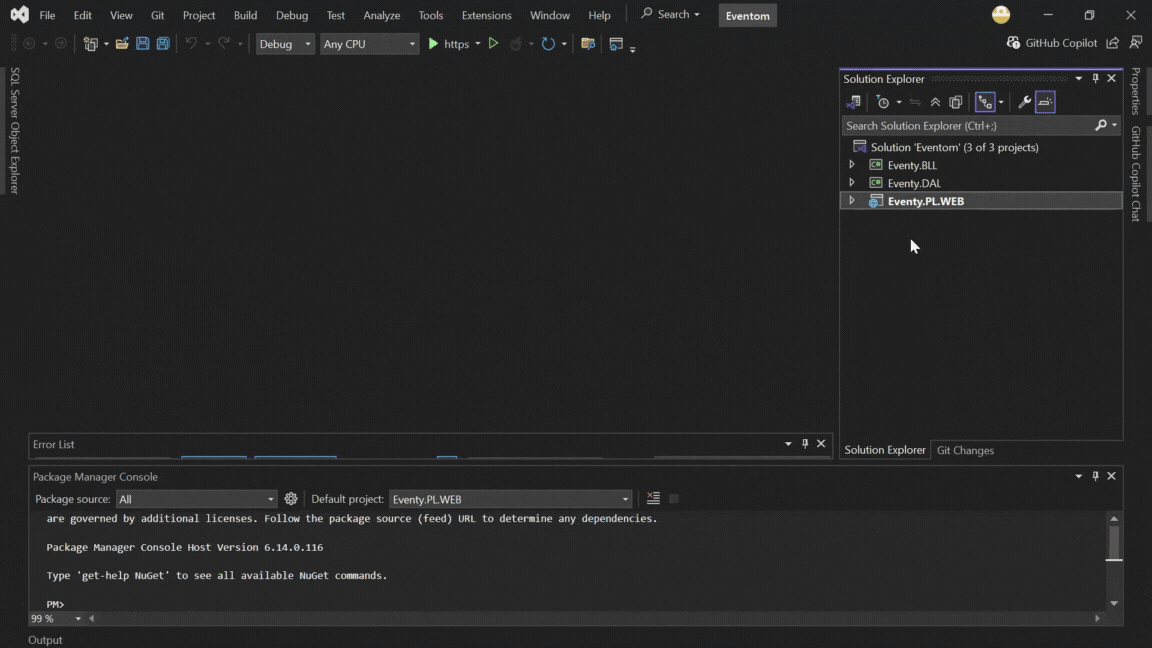 File Edit View Git Project Build Debug Test Analyze Tools Extensions Window Help Search Eventom
Debug Any CPU https GitHub Copilot
SQL Server Object Explorer
Solution Explorer
Search Solution Explorer (Ctrl+;)
Solution 'Eventom' (3 of 3 projects)
C# Eventy.BLL
C# Eventy.DAL
Eventy.PL.WEB
Properties
GitHub Copilot Chat
Solution Explorer Git Changes
Error List
Package Manager Console
Package source: All Default project: Eventy.PL.WEB
are governed by additional licenses. Follow the package source (feed) URL to determine any dependencies.
Package Manager Console Host Version 6.14.0.116
Type 'get-help NuGet' to see all available NuGet commands.
PM>
99 %
Output